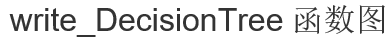 write_DecisionTree 函数图